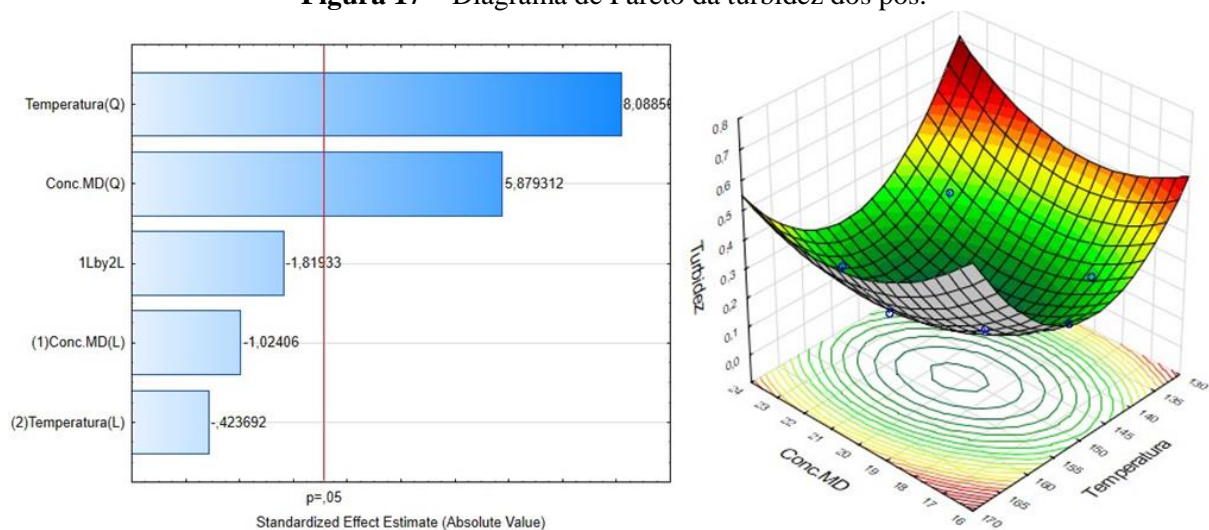 Figura 17 – Diagrama de Pareto da turbidez dos pós.
Temperatura(Q)
8,08856
Conc.MD(Q)
5,879312
1Lby2L
-1,81933
(1)Conc.MD(L)
-1,02406
(2)Temperatura(L)
-,423692
p=,05
Standardized Effect Estimate (Absolute Value)
0,8
0,7
0,6
0,5
0,4
0,3
0,2
0,1
0,0
Turbidez
24
23
22
21
20
19
18
17
16
Conc.MD
170
165
160
155
150
145
140
135
130
Temperatura